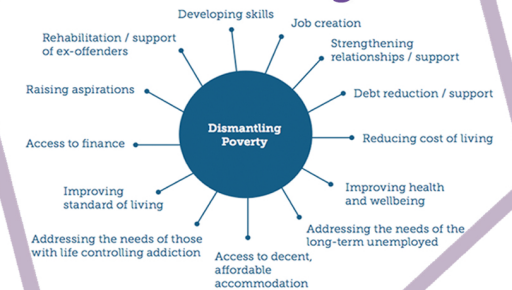 Developing skills
Job creation
Strengthening
relationships / support
Debt reduction / support
Reducing cost of living
Improving health
and wellbeing
Addressing the needs of the
long-term unemployed
Access to decent,
affordable
accommodation
Addressing the needs of those
with life controlling addiction
Improving
standard of living
Access to finance
Raising aspirations
Rehabilitation / support
of ex-offenders
Dismantling
Poverty